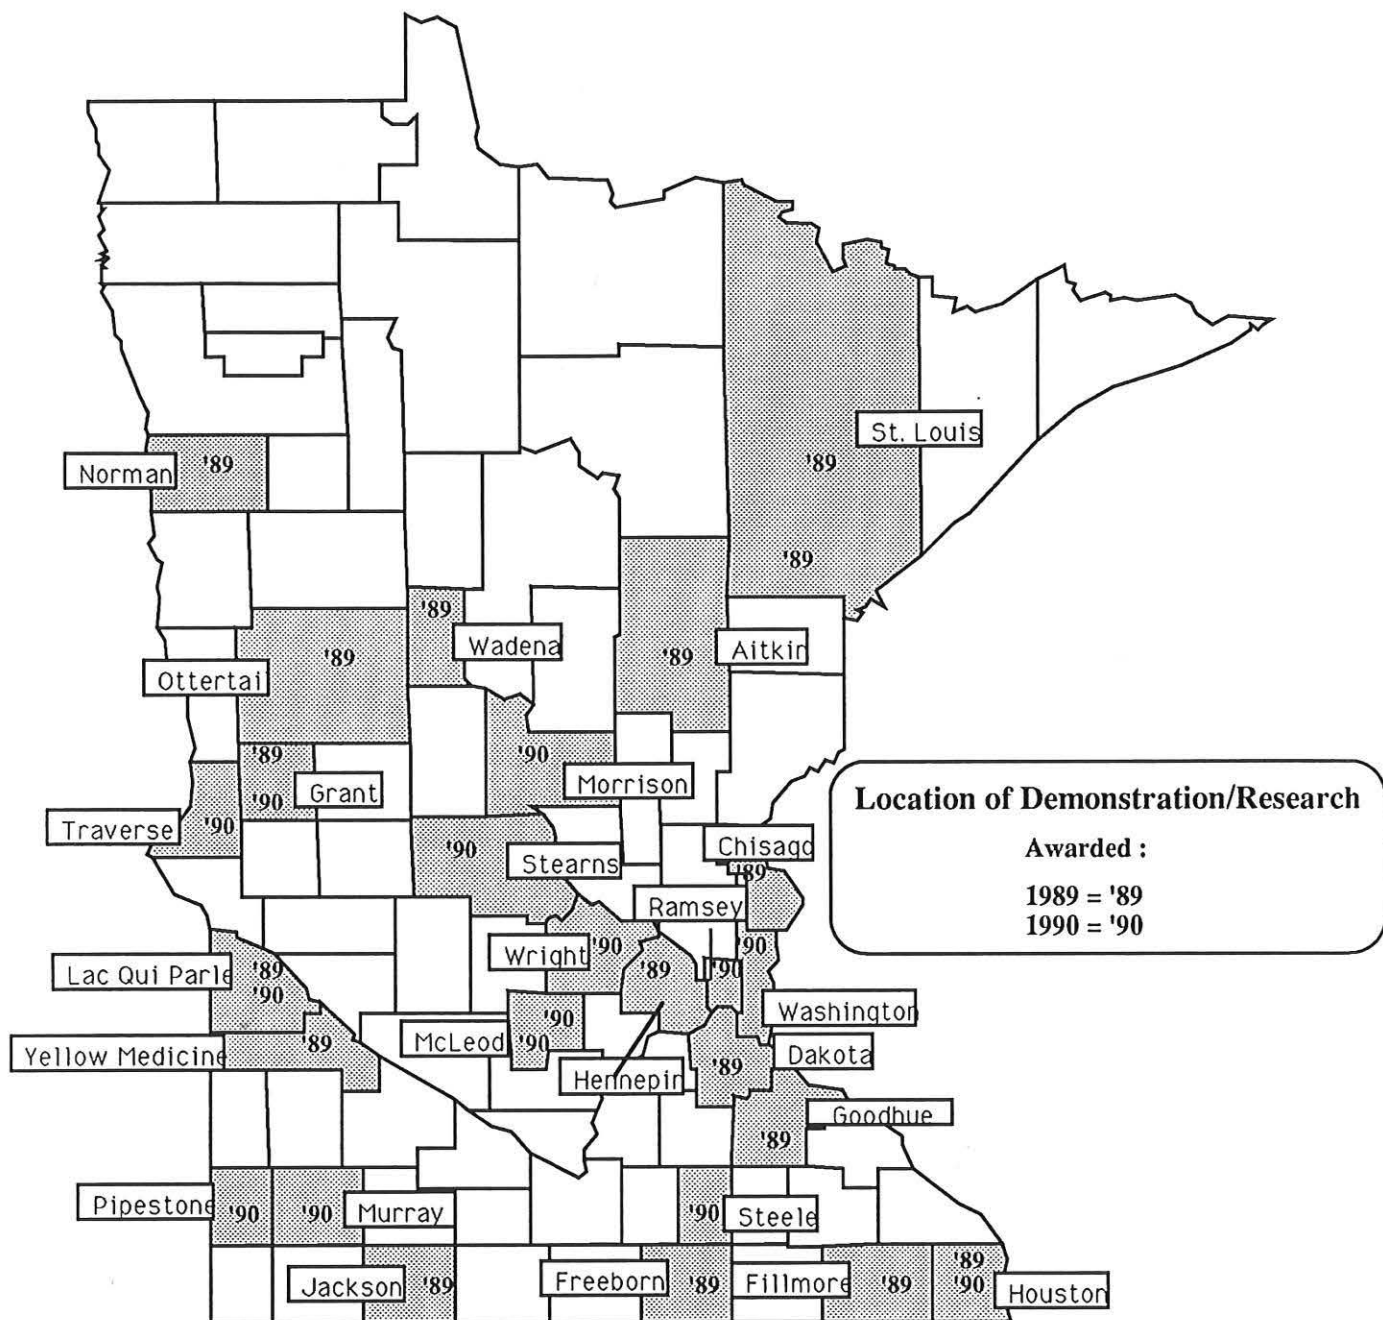 St. Louis
Norman
'89
'89
'89
'89
Wadena
'89
'89
Aitkin
Ottertai
'89
'90
'90
Morrison
Grant
Traverse
'90
Location of Demonstration/Research
Awarded :
1989 = '89
1990 = '90
Chisago
'89
'90
Stearns
Ramsey
Wright
'90
'90
'89
'90
Lac Qui Parle
'89
'90
Washington
McLeod
'90
'90
Yellow Medicine
'89
Dakota
'89
Hennepin
Goodhue
'89
Pipestone
'90
'90
Murray
'90
Steele
Jackson
'89
Freeborn
'89
Fillmore
'89
'89
'90
Houston